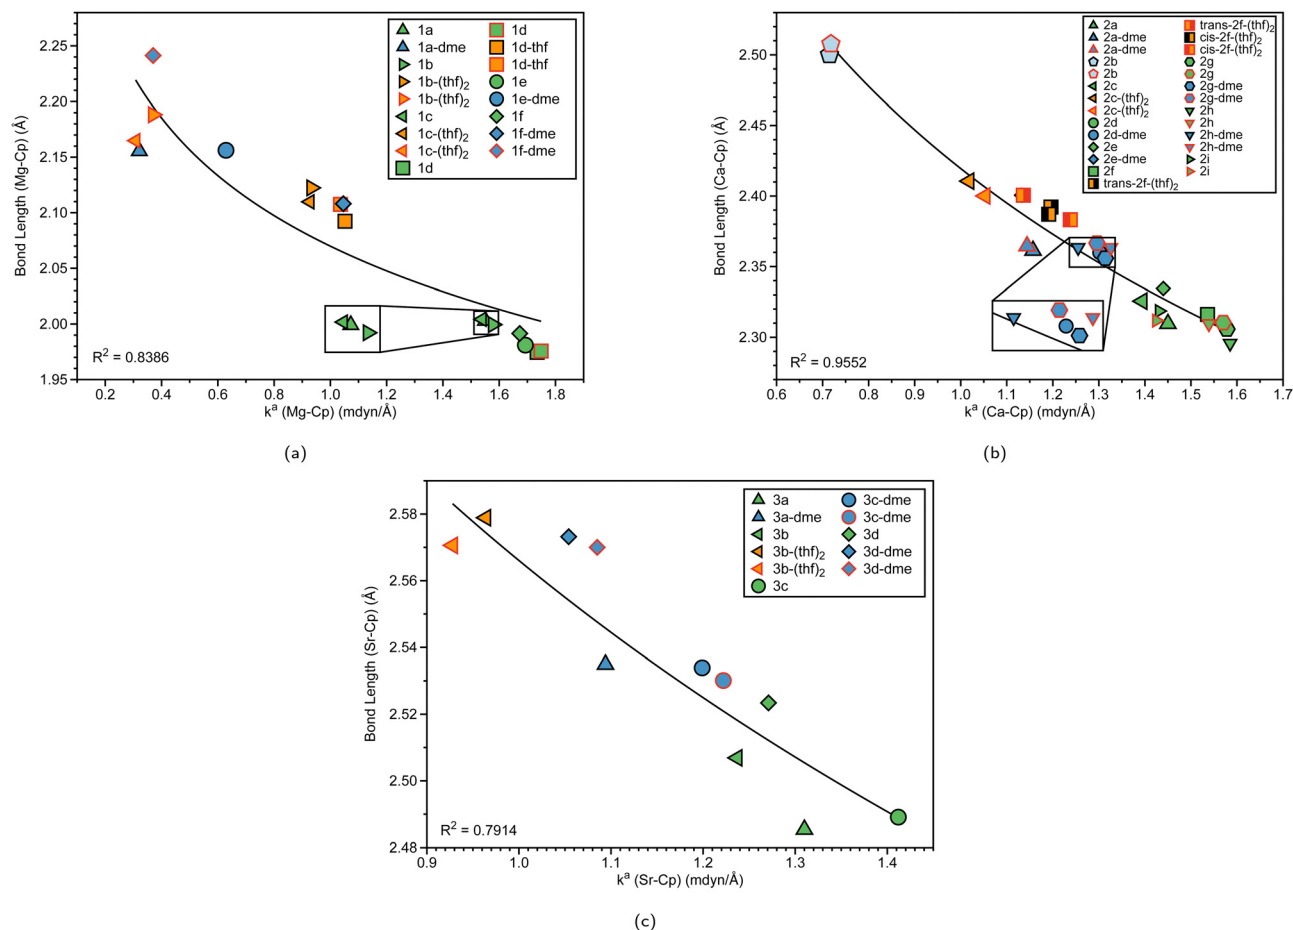 2.25
2.20
2.15
2.10
2.05
2.00
1.95
Bond Length (Mg-Cp) (Å)
1a
1a-dme
1b
1b-(thf)₂
1b-(thf)₂
1c
1c-(thf)₂
1c-(thf)₂
1d
1d
1d-thf
1d-thf
1e
1e-dme
1f
1f-dme
1f-dme
R² = 0.8386
0.2 0.4 0.6 0.8 1.0 1.2 1.4 1.6 1.8
kᵃ (Mg-Cp) (mdyn/Å)
(a)
2.50
2.45
2.40
2.35
2.30
Bond Length (Ca-Cp) (Å)
2a
2a-dme
2a-dme
2b
2b
2c
2c-(thf)₂
2c-(thf)₂
2d
2d-dme
2e
2e-dme
2f
trans-2f-(thf)₂
trans-2f-(thf)₂
cis-2f-(thf)₂
cis-2f-(thf)₂
2g
2g
2g-dme
2g-dme
2h
2h
2h-dme
2h-dme
2i
2i
R² = 0.9552
0.6 0.7 0.8 0.9 1.0 1.1 1.2 1.3 1.4 1.5 1.6 1.7
kᵃ (Ca-Cp) (mdyn/Å)
(b)
2.58
2.56
2.54
2.52
2.50
2.48
Bond Length (Sr-Cp) (Å)
3a
3a-dme
3b
3b-(thf)₂
3b-(thf)₂
3c
3c-dme
3c-dme
3d
3d-dme
3d-dme
R² = 0.7914
0.9 1.0 1.1 1.2 1.3 1.4
kᵃ (Sr-Cp) (mdyn/Å)
(c)